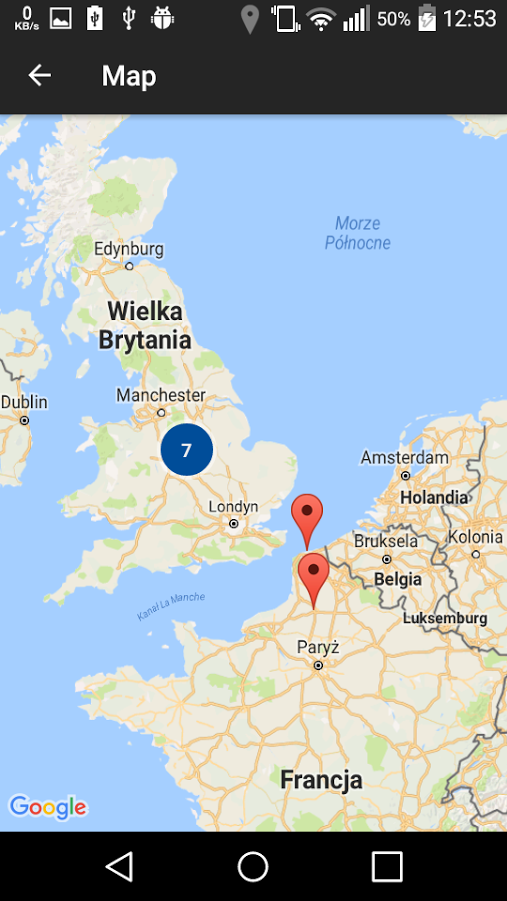 0
KB/s
50%
12:53
Map
Morze
Północne
Edynburg
Wielka
Brytania
Manchester
Dublin
7
Amsterdam
Holandia
Londyn
Bruksela
Kolonia
Belgia
Kanał La Manche
Luksemburg
Paryż
Francja
Google